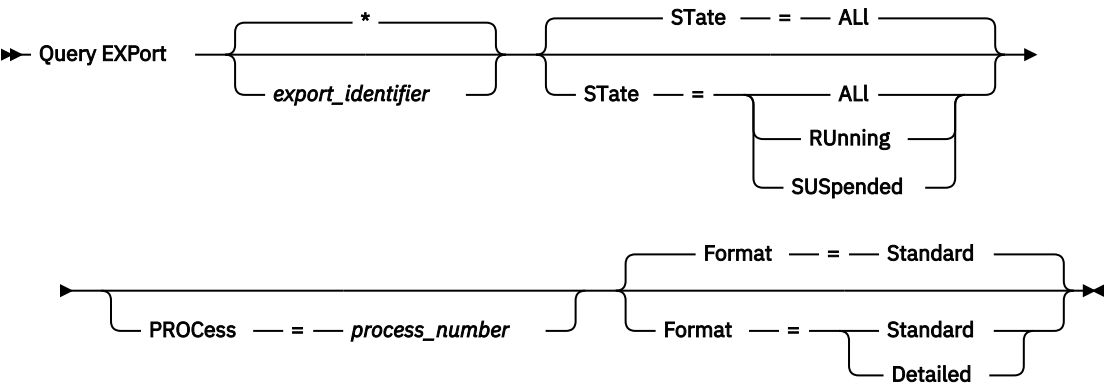 *
STate = ALl
Query EXPort
export_identifier
STate = ALl
RUnning
SUSpended
Format = Standard
PROCess = process_number
Format = Standard
Detailed